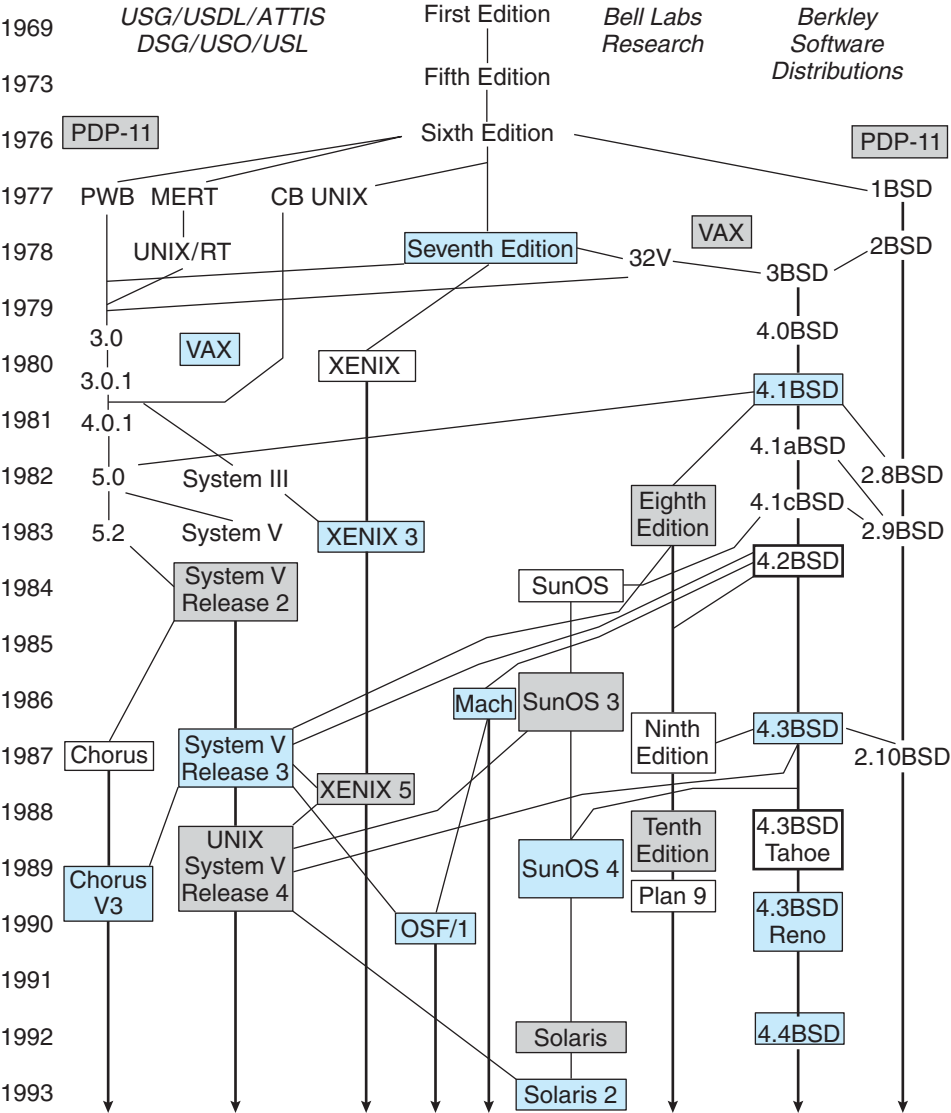 USG/USDL/ATTIS
DSG/USO/USL
Bell Labs
Research
Berkley
Software
Distributions
1969
First Edition
1973
Fifth Edition
1976
PDP-11
Sixth Edition
PDP-11
1977
PWB
MERT
CB UNIX
1BSD
1978
UNIX/RT
Seventh Edition
32V
VAX
3BSD
2BSD
1979
3.0
VAX
4.0BSD
1980
3.0.1
XENIX
4.1BSD
1981
4.0.1
4.1aBSD
1982
5.0
System III
2.8BSD
Eighth
Edition
4.1cBSD
1983
5.2
System V
XENIX 3
2.9BSD
4.2BSD
1984
System V
Release 2
SunOS
1985
1986
Mach
SunOS 3
1987
Chorus
System V
Release 3
Ninth
Edition
4.3BSD
2.10BSD
XENIX 5
1988
UNIX
System V
Release 4
Tenth
Edition
4.3BSD
Tahoe
1989
Chorus
V3
SunOS 4
Plan 9
1990
OSF/1
4.3BSD
Reno
1991
1992
Solaris
4.4BSD
1993
Solaris 2